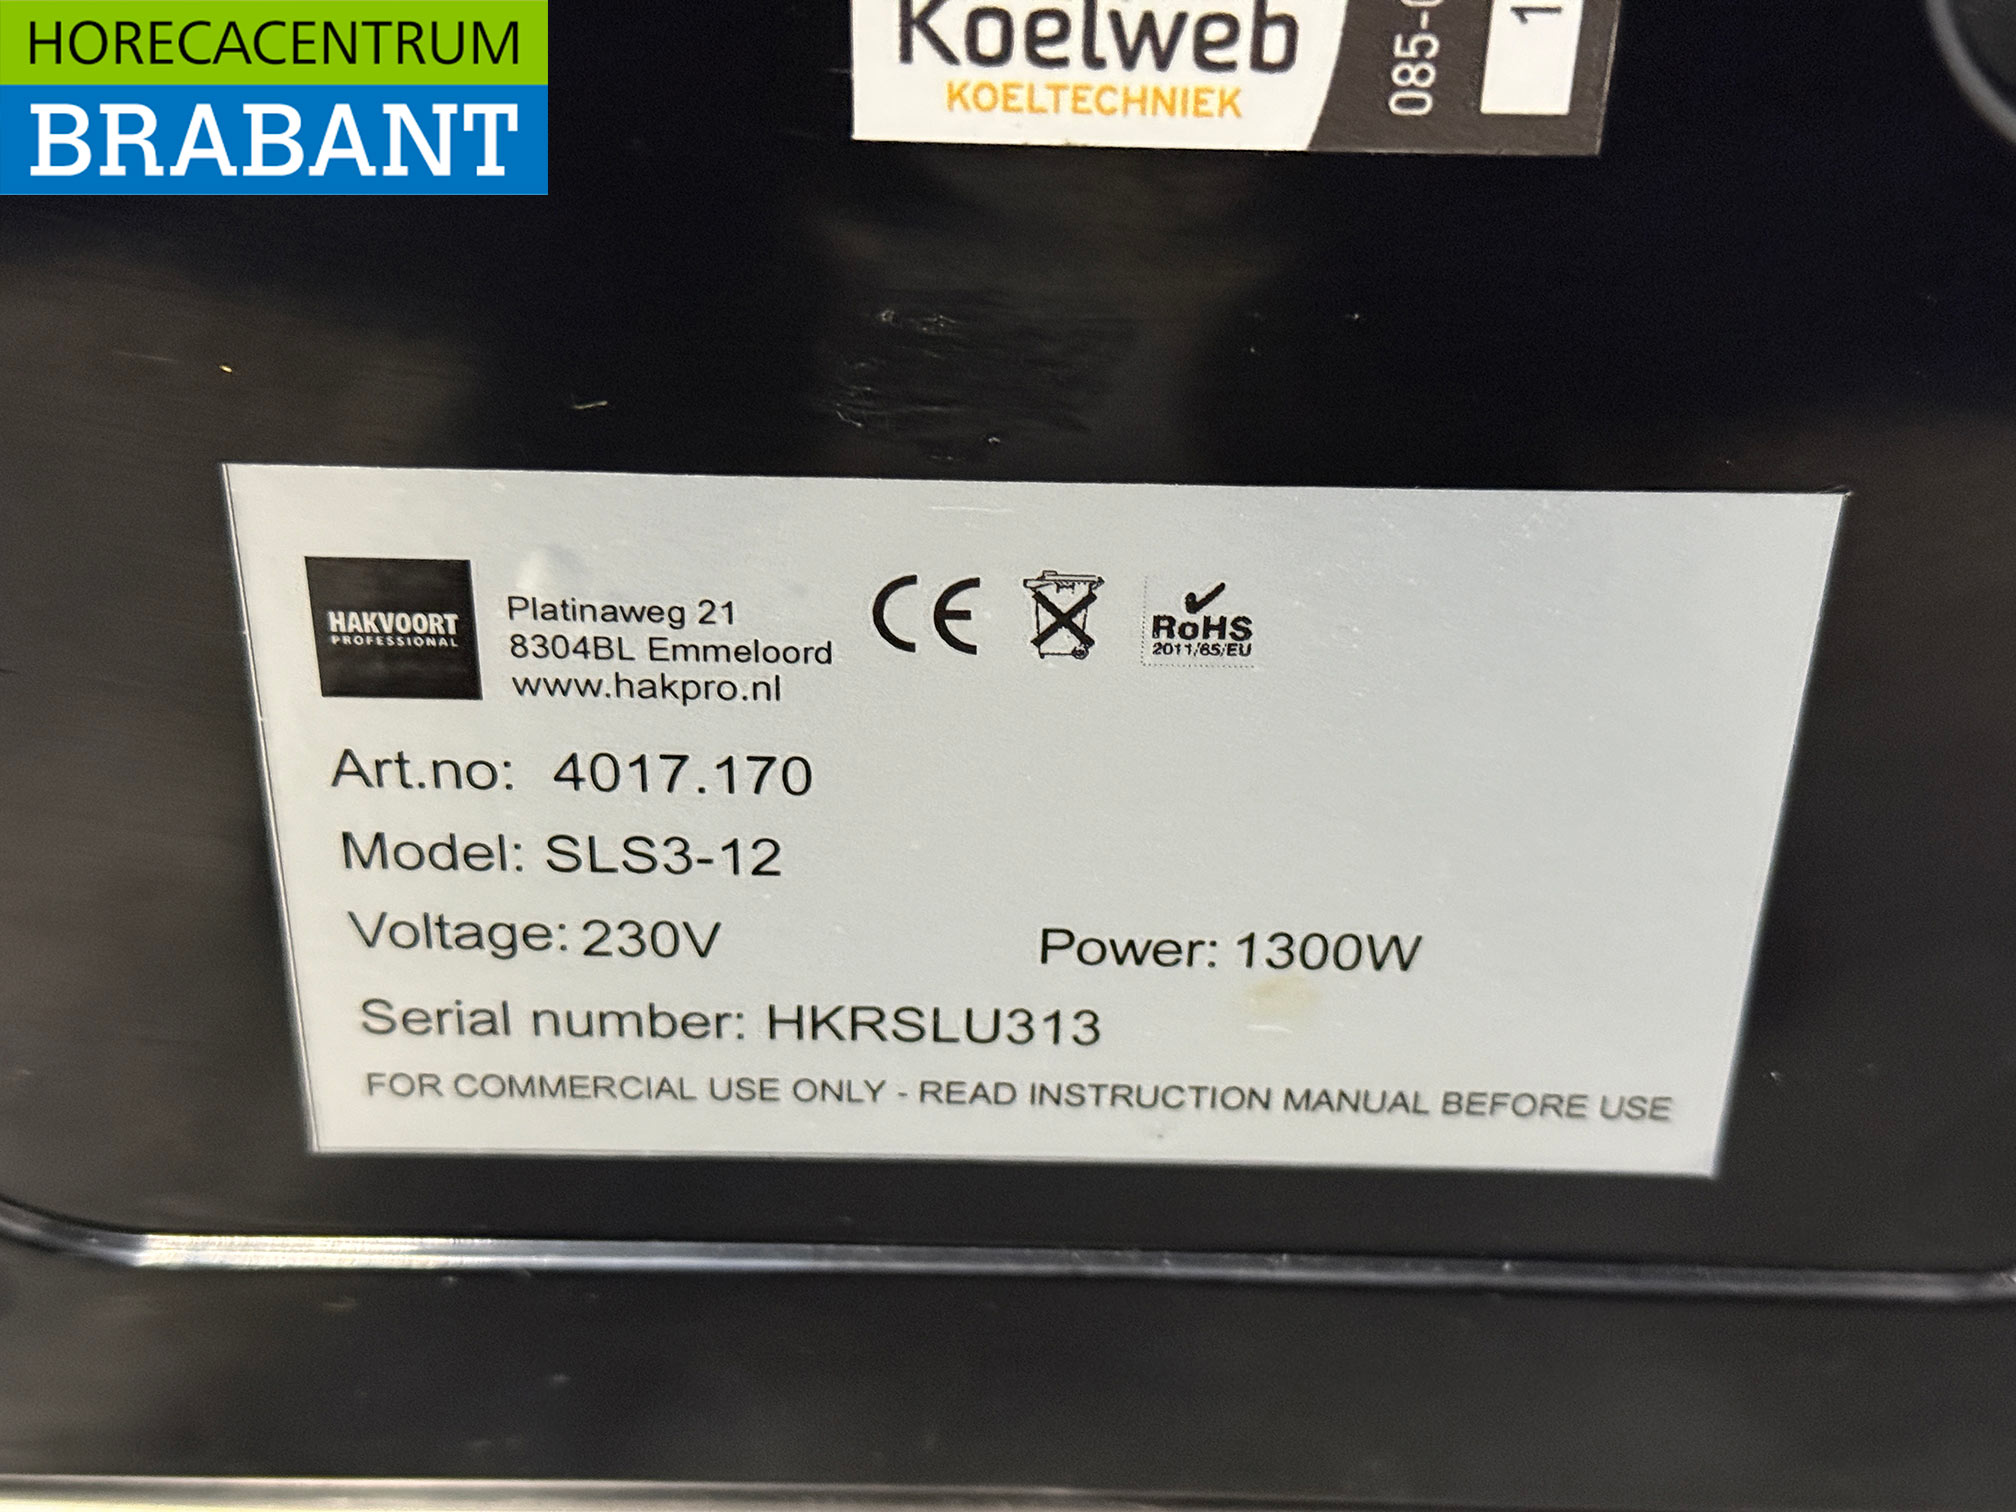 HORECACENTRUM
BRABANT
Koelweb
KOELTECHNIEK
085-
1
HAKVOORT
PROFESSIONAL
Platinaweg 21
8304BL Emmeloord
www.hakpro.nl
CE
RoHS
2011/65/EU
Art.no: 4017.170
Model: SLS3-12
Voltage: 230V Power: 1300W
Serial number: HKRSLU313
FOR COMMERCIAL USE ONLY - READ INSTRUCTION MANUAL BEFORE USE